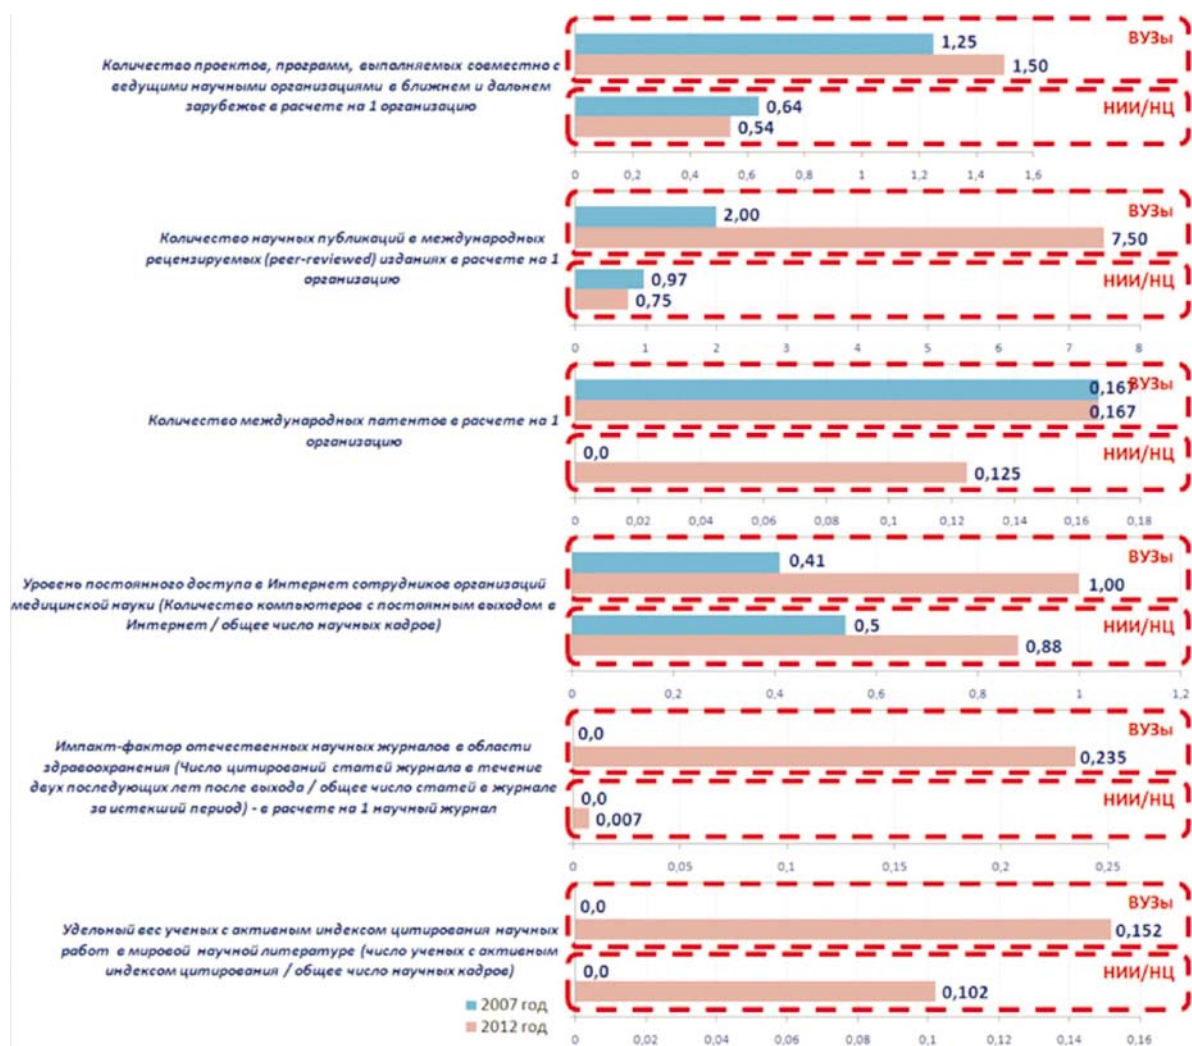 Количество проектов, программ, выполняемых совместно с
ведущими научными организациями в ближнем и дальнем
зарубежье в расчете на 1 организацию
ВУЗы
1,25
1,50
НИИ/НЦ
0,64
0,54
0 0,2 0,4 0,6 0,8 1 1,2 1,4 1,6
Количество научных публикаций в международных
рецензируемых (peer-reviewed) изданиях в расчете на 1
организацию
ВУЗы
2,00
7,50
НИИ/НЦ
0,97
0,75
0 1 2 3 4 5 6 7 8
Количество международных патентов в расчете на 1
организацию
ВУЗы
0,167
0,167
НИИ/НЦ
0,0
0,125
0 0,02 0,04 0,06 0,08 0,1 0,12 0,14 0,16 0,18
Уровень постоянного доступа в Интернет сотрудников организаций
медицинской науки (Количество компьютеров с постоянным выходом в
Интернет / общее число научных кадров)
ВУЗы
0,41
1,00
НИИ/НЦ
0,5
0,88
0 0,2 0,4 0,6 0,8 1 1,2
Импакт-фактор отечественных научных журналов в области
здравоохранения (Число цитирований статей журнала в течение
двух последующих лет после выхода / общее число статей в журнале
за истекший период) - в расчете на 1 научный журнал
ВУЗы
0,0
0,235
НИИ/НЦ
0,0
0,007
0 0,05 0,1 0,15 0,2 0,25
Удельный вес ученых с активным индексом цитирования научных
работ в мировой научной литературе (число ученых с активным
индексом цитирования / общее число научных кадров)
ВУЗы
0,0
0,152
НИИ/НЦ
0,0
0,102
0 0,02 0,04 0,06 0,08 0,1 0,12 0,14 0,16
2007 год
2012 год